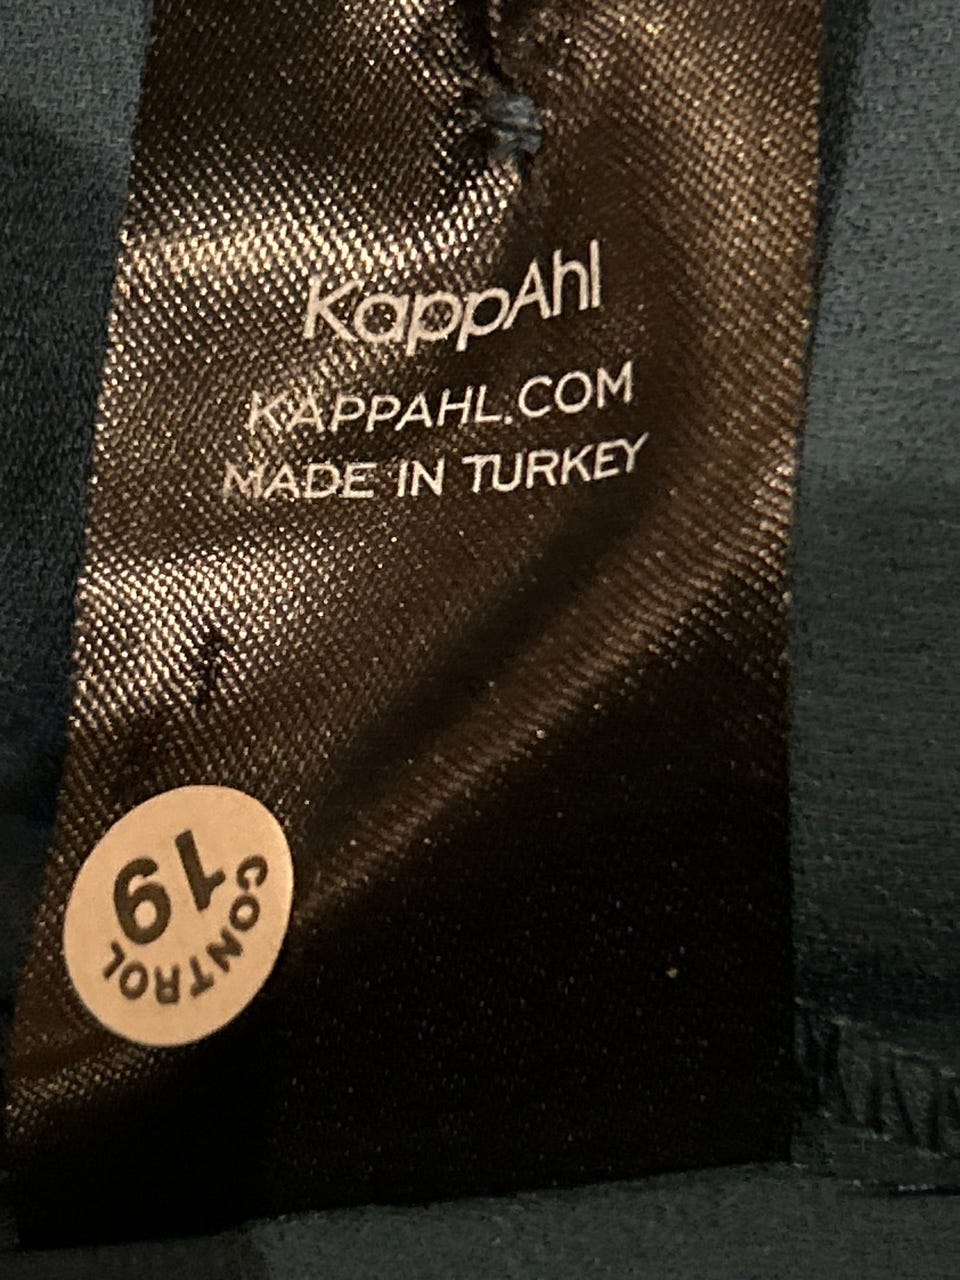 KappAhl
KAPPAHL.COM
MADE IN TURKEY
CONTROL
19